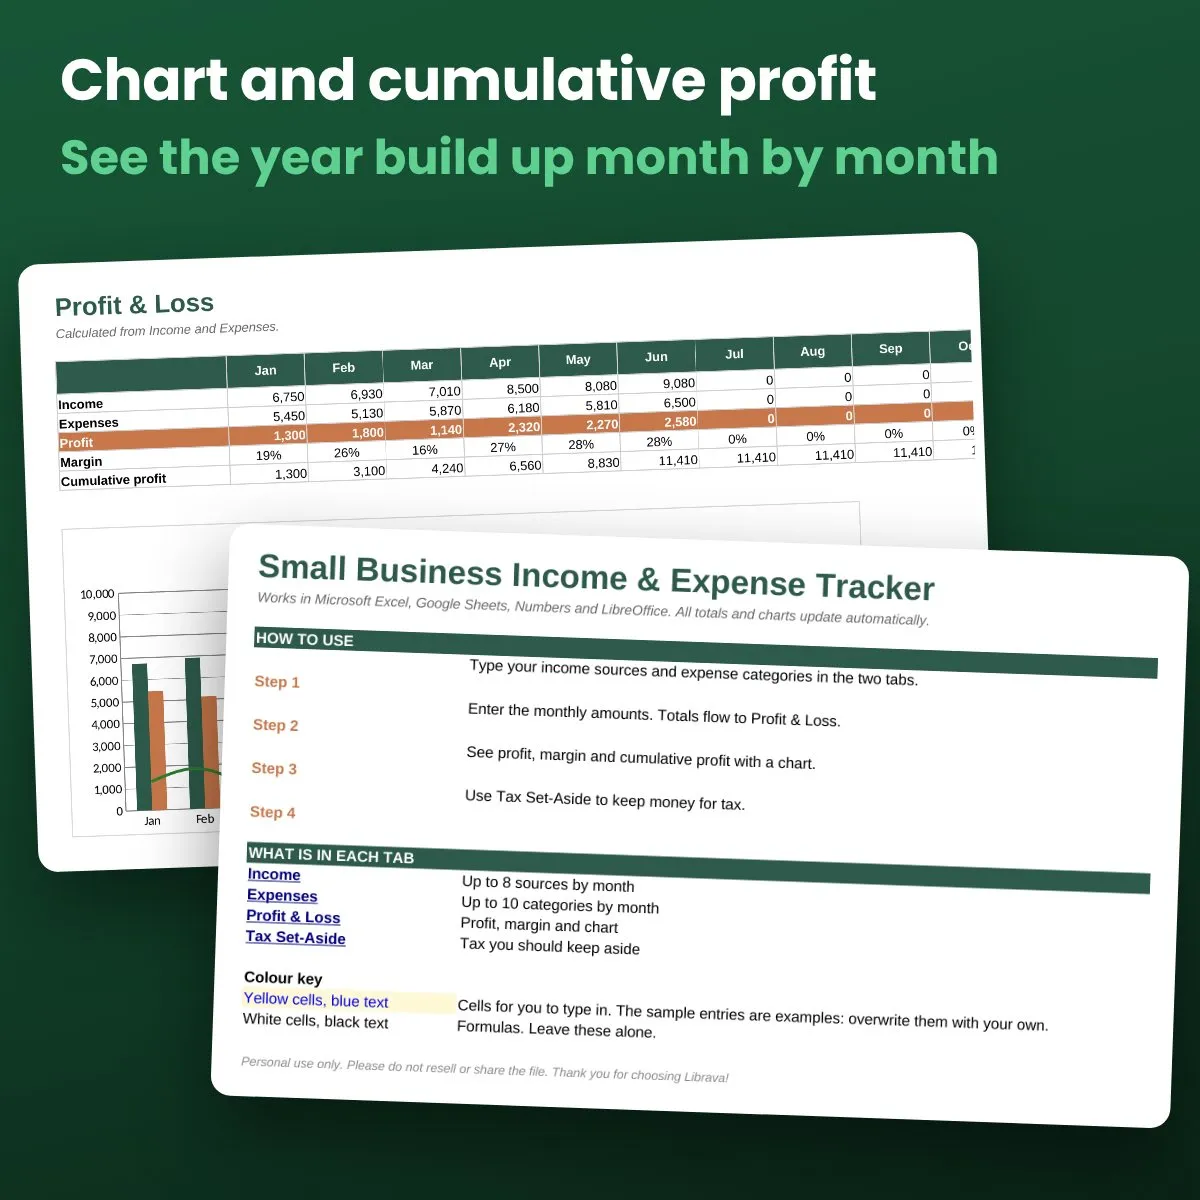 Chart and cumulative profit
See the year build up month by month
Profit & Loss
Calculated from Income and Expenses.
Jan Feb Mar Apr May Jun Jul Aug Sep
Income 6,750 6,930 7,010 8,500 8,080 9,080 0 0 0
Expenses 5,450 5,130 5,870 6,180 5,810 6,500 0 0 0
Profit 1,300 1,800 1,140 2,320 2,270 2,580 0 0 0
Margin 19% 26% 16% 27% 28% 28% 0% 0% 0% 0%
Cumulative profit 1,300 3,100 4,240 6,560 8,830 11,410 11,410 11,410 11,410
10,000
9,000
8,000
7,000
6,000
5,000
4,000
3,000
2,000
1,000
0
Jan Feb
Small Business Income & Expense Tracker
Works in Microsoft Excel, Google Sheets, Numbers and LibreOffice. All totals and charts update automatically.
HOW TO USE
Step 1 Type your income sources and expense categories in the two tabs.
Step 2 Enter the monthly amounts. Totals flow to Profit & Loss.
Step 3 See profit, margin and cumulative profit with a chart.
Step 4 Use Tax Set-Aside to keep money for tax.
WHAT IS IN EACH TAB
Income Up to 8 sources by month
Expenses Up to 10 categories by month
Profit & Loss Profit, margin and chart
Tax Set-Aside Tax you should keep aside
Colour key
Yellow cells, blue text Cells for you to type in. The sample entries are examples: overwrite them with your own.
White cells, black text Formulas. Leave these alone.
Personal use only. Please do not resell or share the file. Thank you for choosing Librava!